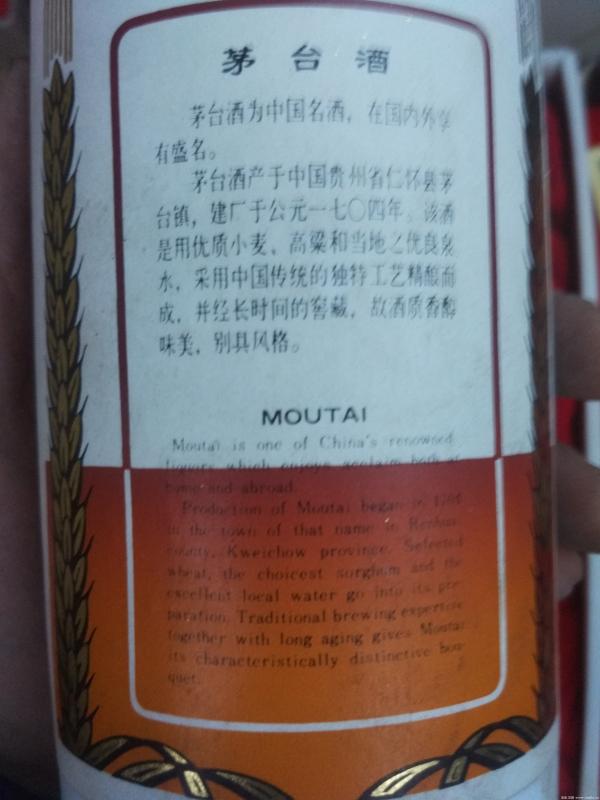 茅台酒
茅台酒为中国名酒，在国内外享
有盛名。
茅台酒产于中国贵州省仁怀县茅
台镇，建厂于公元一七〇四年。该酒
是用优质小麦、高粱和当地之优良泉
水，采用中国传统的独特工艺精酿而
成，并经长时间的窖藏，故酒质香醇
味美，别具风格。
MOUTAI
Moutai is one of China's renowned
liquors which enjoys acclaim both at
home and abroad.
Production of Moutai began in 1704
in the town of that name in Renhuai
county, Kweichow province. Selected
wheat, the choicest sorghum and the
excellent local water go into its pre-
paration. Traditional brewing expertise
together with long aging gives Moutai
its characteristically distinctive bou-
quet.